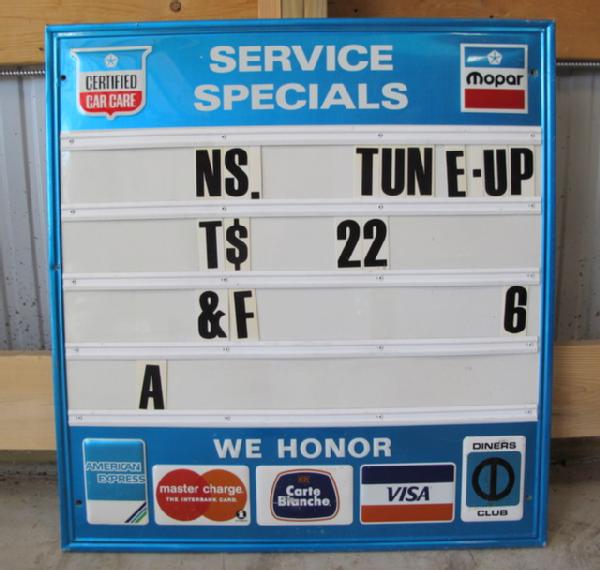 CERTIFIED
CAR CARE
SERVICE
SPECIALS
Mopar
NS. TUNE-UP
T$ 22
&F 6
A
WE HONOR
AMERICAN
EXPRESS
master charge
THE INTERBANK CARD
Carte
Blanche
VISA
DINERS
CLUB